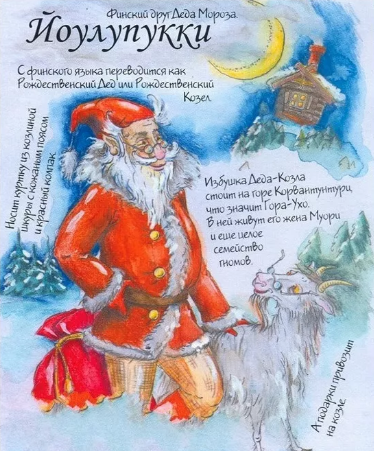 Финский друг Деда Мороза
Йоулупукки
С финского языка переводится как
Рождественский Дед или Рождественский
Козел.
Носит куртку из козлиной
шкуры с кожаным поясом
и красный колпак
Избушка Деда-Козла
стоит на горе Корвантунтури,
что значит Гора-Ухо.
В ней живут его жена Муори
и еще целое
семейство
гномов.
А подарки привозит
на козле.